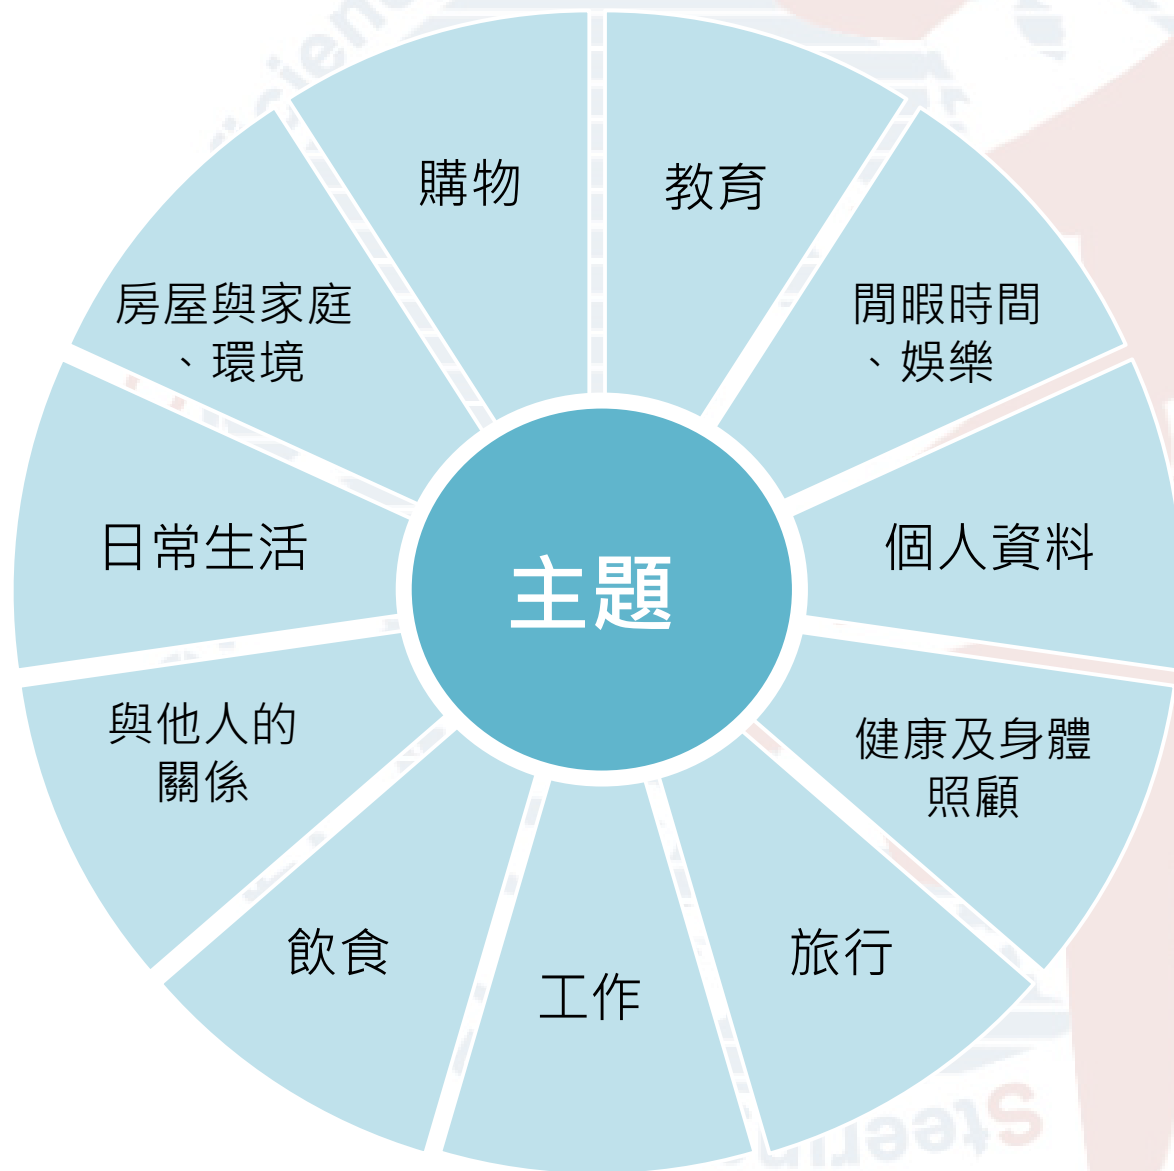 購物
教育
房屋與家庭
、環境
閒暇時間
、娛樂
日常生活
主題
個人資料
與他人的
關係
健康及身體
照顧
飲食
工作
旅行